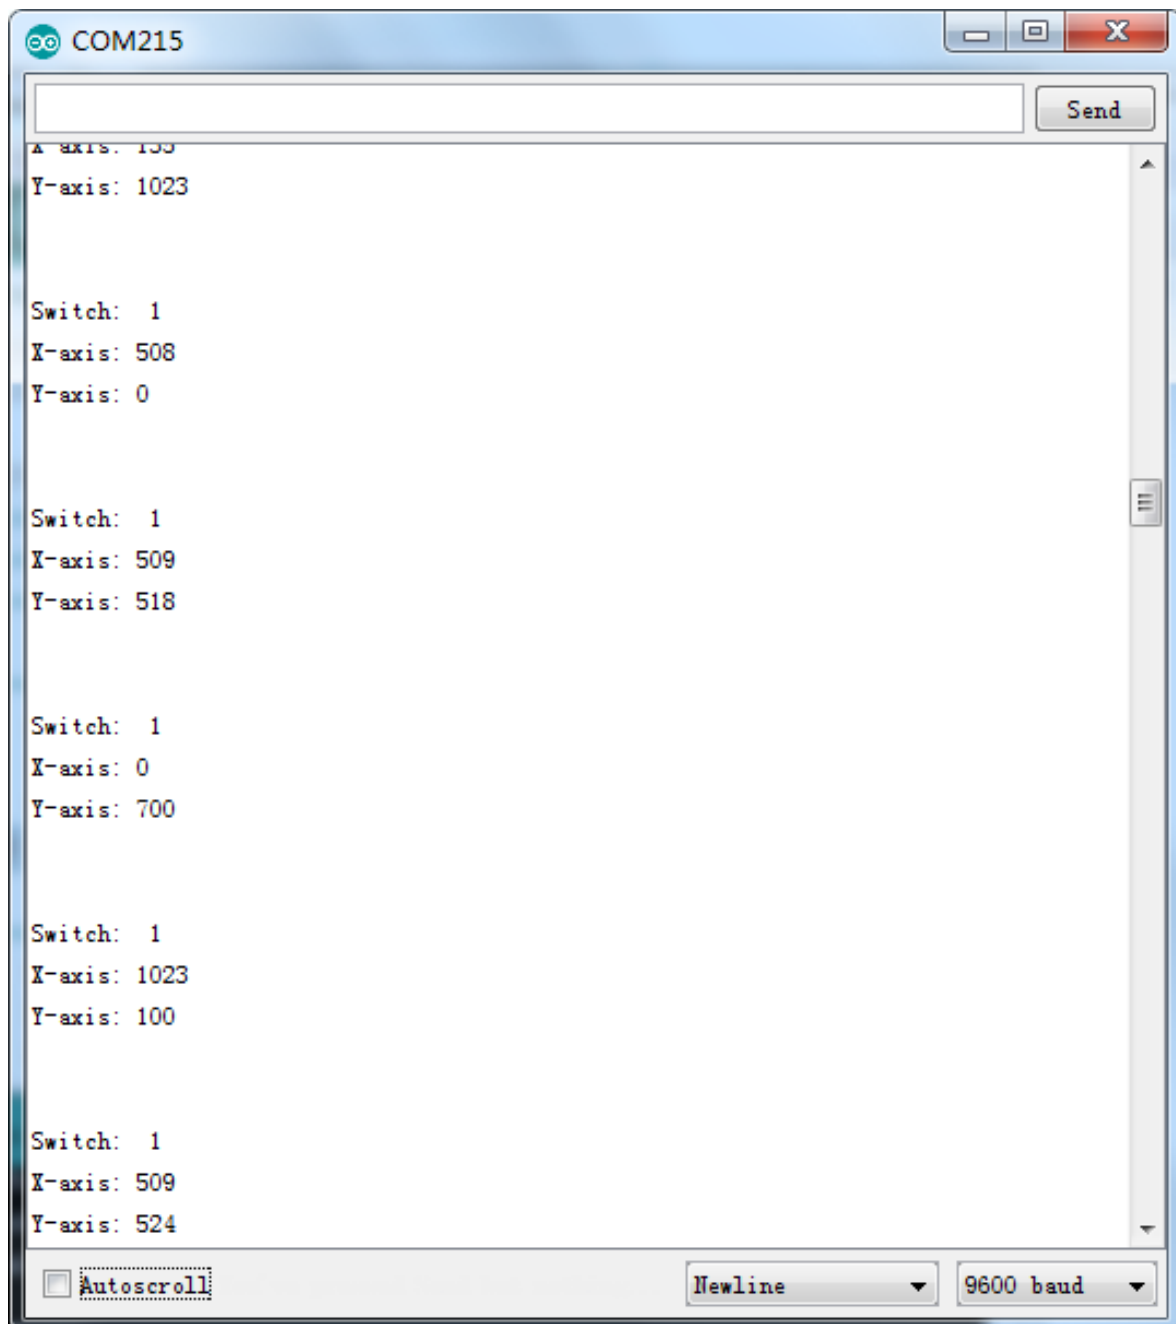 COM215
Send
Y-axis: 1023
Switch:  1
X-axis: 508
Y-axis: 0
Switch:  1
X-axis: 509
Y-axis: 518
Switch:  1
X-axis: 0
Y-axis: 700
Switch:  1
X-axis: 1023
Y-axis: 100
Switch:  1
X-axis: 509
Y-axis: 524
Autoscroll
Newline
9600 baud